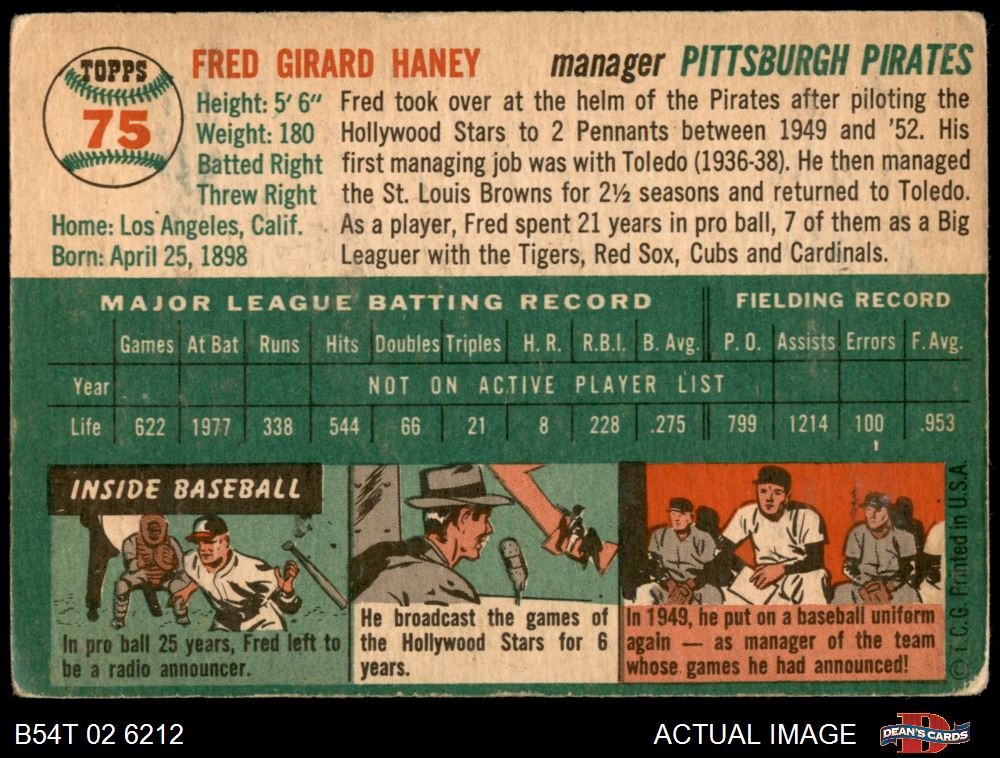 TOPPS
75
FRED GIRARD HANEY manager PITTSBURGH PIRATES
Height: 5' 6"
Weight: 180
Batted Right
Threw Right
Home: Los Angeles, Calif.
Born: April 25, 1898
Fred took over at the helm of the Pirates after piloting the
Hollywood Stars to 2 Pennants between 1949 and '52. His
first managing job was with Toledo (1936-38). He then managed
the St. Louis Browns for 2½ seasons and returned to Toledo.
As a player, Fred spent 21 years in pro ball, 7 of them as a Big
Leaguer with the Tigers, Red Sox, Cubs and Cardinals.
MAJOR LEAGUE BATTING RECORD FIELDING RECORD
Games At Bat Runs Hits Doubles Triples H. R. R.B.I. B. Avg. P. O. Assists Errors F. Avg.
Year NOT ON ACTIVE PLAYER LIST
Life 622 1977 338 544 66 21 8 228 .275 799 1214 100 .953
INSIDE BASEBALL
In pro ball 25 years, Fred left to
be a radio announcer.
He broadcast the games of
the Hollywood Stars for 6
years.
In 1949, he put on a baseball uniform
again — as manager of the team
whose games he had announced!
© T. C. G. Printed in U.S.A.
B54T 02 6212 ACTUAL IMAGE
DEAN'S CARDS